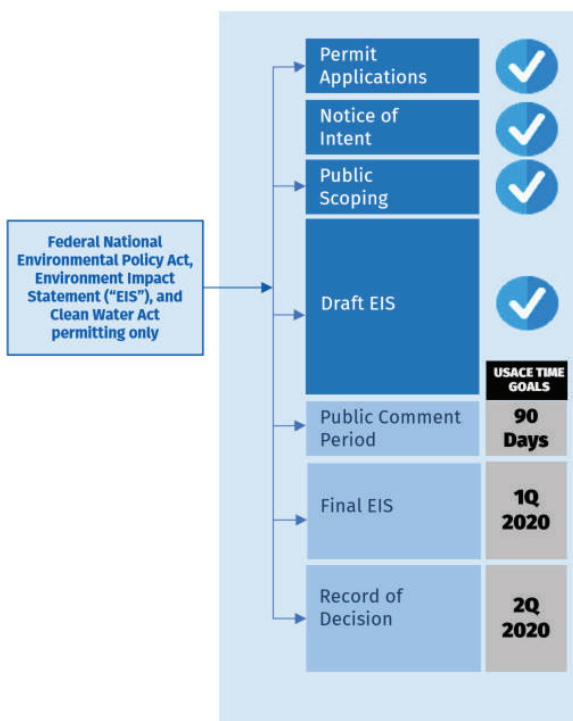 Permit
Applications
Notice of
Intent
Public
Scoping
Federal National
Environmental Policy Act,
Environment Impact
Statement (“EIS”), and
Clean Water Act
permitting only
Draft EIS
USACE TIME
GOALS
Public Comment
Period
90
Days
Final EIS
1Q
2020
Record of
Decision
2Q
2020